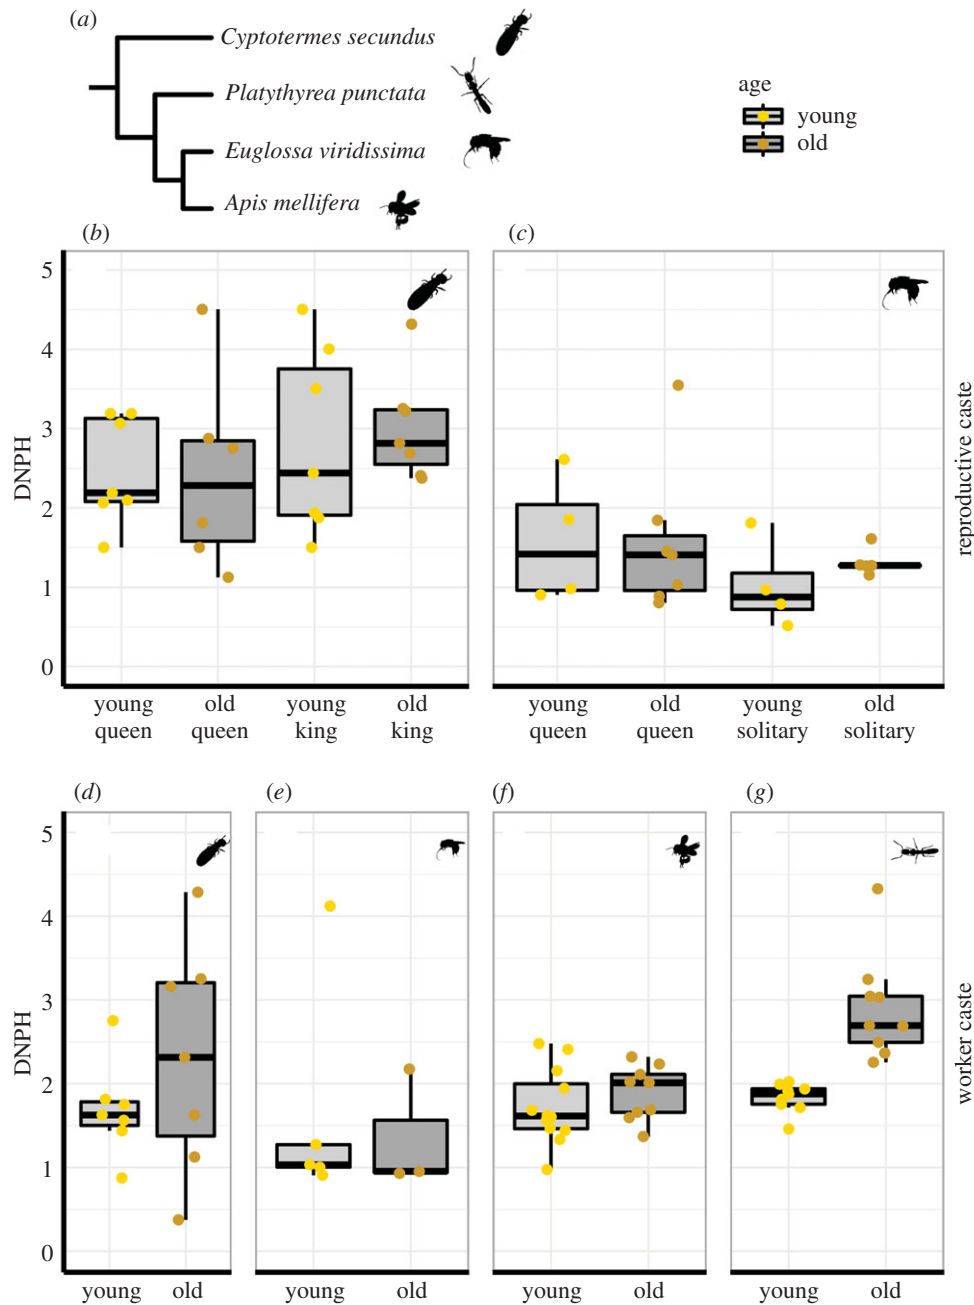 (a)
Cyptotermes secundus
Platythyrea punctata
Euglossa viridissima
Apis mellifera
age
young
old
(b)
(c)
5
4
3
2
1
0
DNPH
reproductive caste
young queen
old queen
young king
old king
young queen
old queen
young solitary
old solitary
(d)
(e)
(f)
(g)
5
4
3
2
1
0
DNPH
worker caste
young old young old young old young old